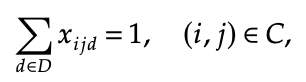 ∑_{d∈D} x_{ijd} = 1, (i, j) ∈ C,